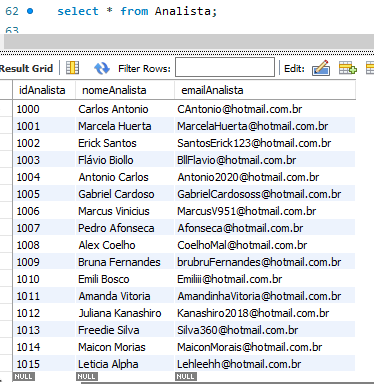 62 select * from Analista;
63
Result Grid Filter Rows: Edit:
idAnalista nomeAnalista emailAnalista
1000 Carlos Antonio CAntonio@hotmail.com.br
1001 Marcela Huerta MarcelaHuerta@hotmail.com.br
1002 Erick Santos SantosErick123@hotmail.com.br
1003 Flávio Biollo BllFlavio@hotmail.com.br
1004 Antonio Carlos Antonio2020@hotmail.com.br
1005 Gabriel Cardoso GabrielCardososs@hotmail.com.br
1006 Marcus Vinicius MarcusV951@hotmail.com.br
1007 Pedro Afonseca Afonseca@hotmail.com.br
1008 Alex Coelho CoelhoMal@hotmail.com.br
1009 Bruna Fernandes brubruFernandes@hotmail.com.br
1010 Emili Bosco Emiliii@hotmail.com.br
1011 Amanda Vitoria AmandinhaVitoria@hotmail.com.br
1012 Juliana Kanashiro Kanashiro2018@hotmail.com.br
1013 Freedie Silva Silva360@hotmail.com.br
1014 Maicon Morias MaiconMorais@hotmail.com.br
1015 Leticia Alpha Lehleehh@hotmail.com.br
NULL NULL NULL